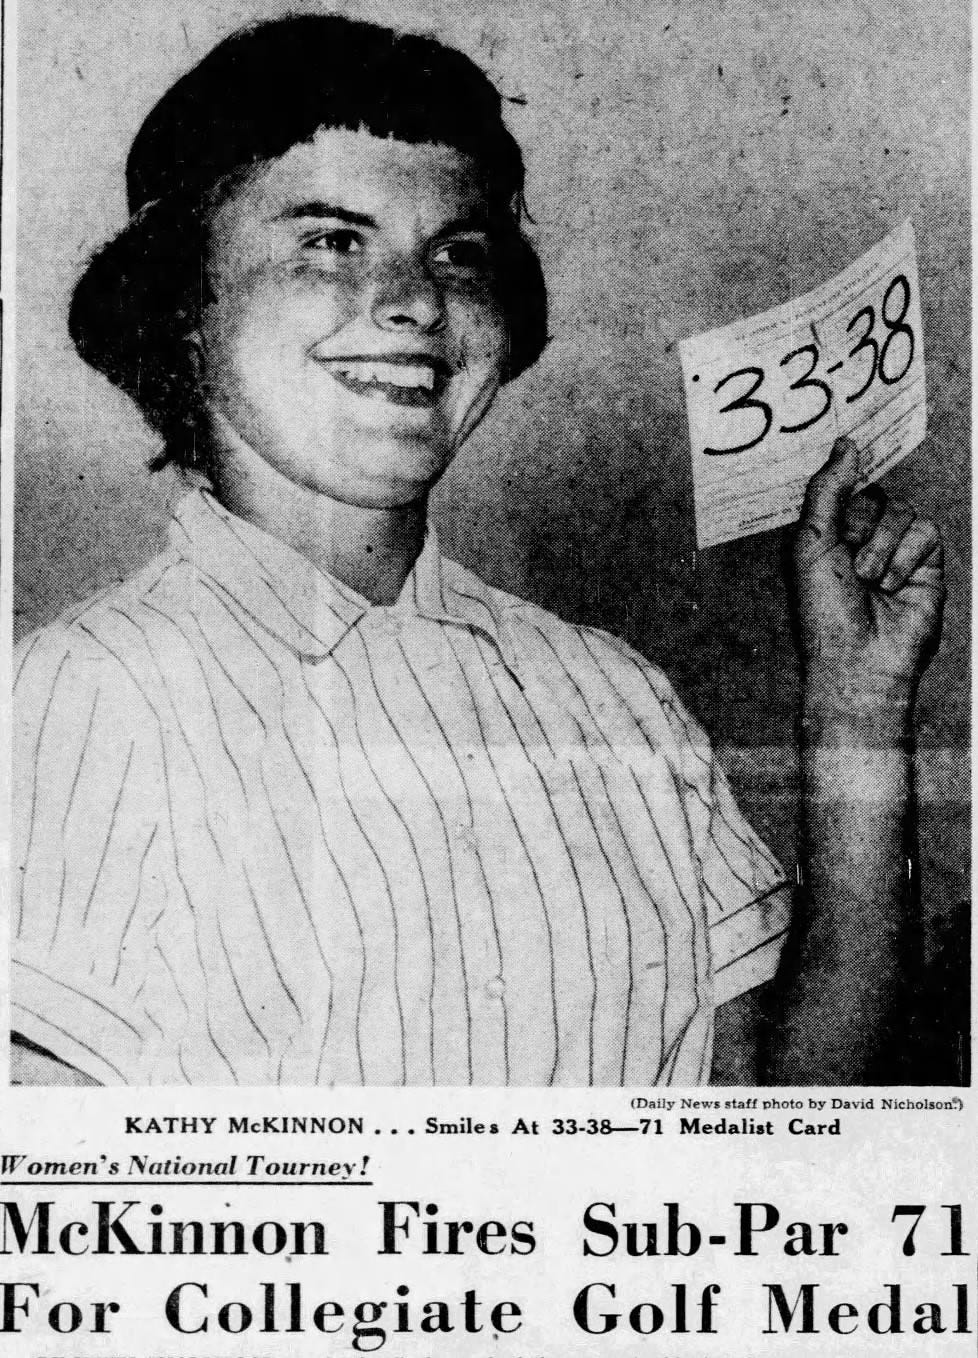 33-38
(Daily News staff photo by David Nicholson.)
KATHY McKINNON . . . Smiles At 33-38—71 Medalist Card
Women's National Tourney!
McKinnon Fires Sub-Par 71
For Collegiate Golf Medal